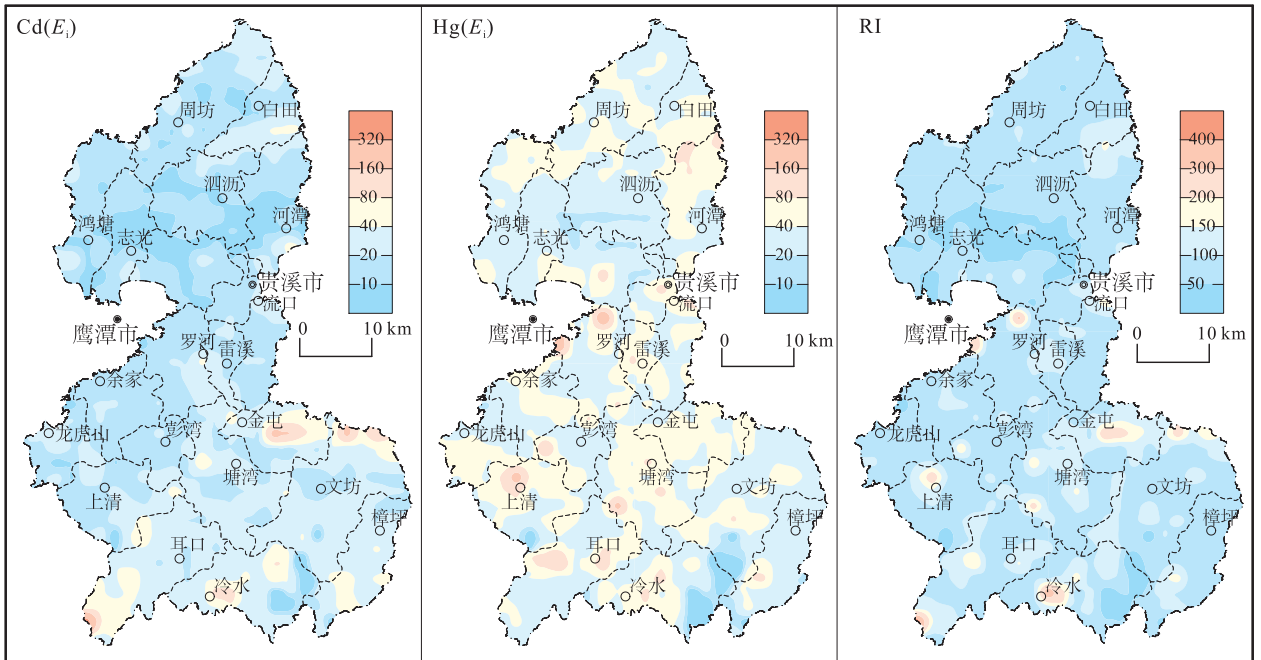 Cd(Ei)
周坊
白田
320
160
80
40
20
10
泗沥
河潭
鸿塘
志光
贵溪市
流口
鹰潭市
0 10 km
罗河
雷溪
余家
金屯
龙虎山
彭湾
塘湾
上清
文坊
樟坪
耳口
冷水
Hg(Ei)
周坊
白田
320
160
80
40
20
10
泗沥
河潭
鸿塘
志光
贵溪市
流口
鹰潭市
0 10 km
罗河
雷溪
余家
金屯
龙虎山
彭湾
塘湾
上清
文坊
樟坪
耳口
冷水
RI
周坊
白田
400
300
200
150
100
50
泗沥
河潭
鸿塘
志光
贵溪市
流口
鹰潭市
0 10 km
罗河
雷溪
余家
金屯
龙虎山
彭湾
塘湾
上清
文坊
樟坪
耳口
冷水